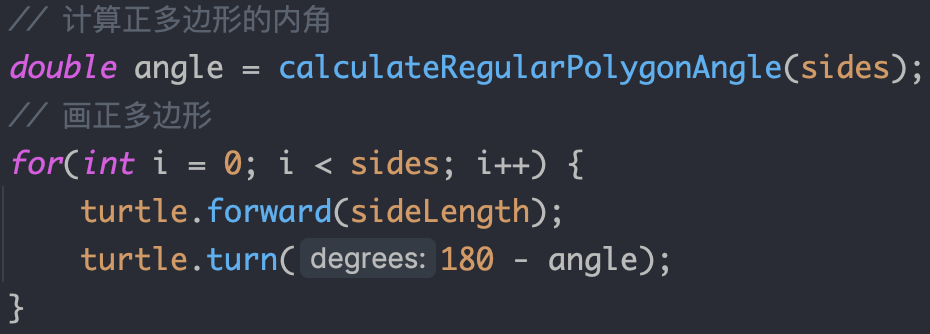 // 计算正多边形的内角
double angle = calculateRegularPolygonAngle(sides);
// 画正多边形
for(int i = 0; i < sides; i++) {
    turtle.forward(sideLength);
    turtle.turn( degrees: 180 - angle);
}